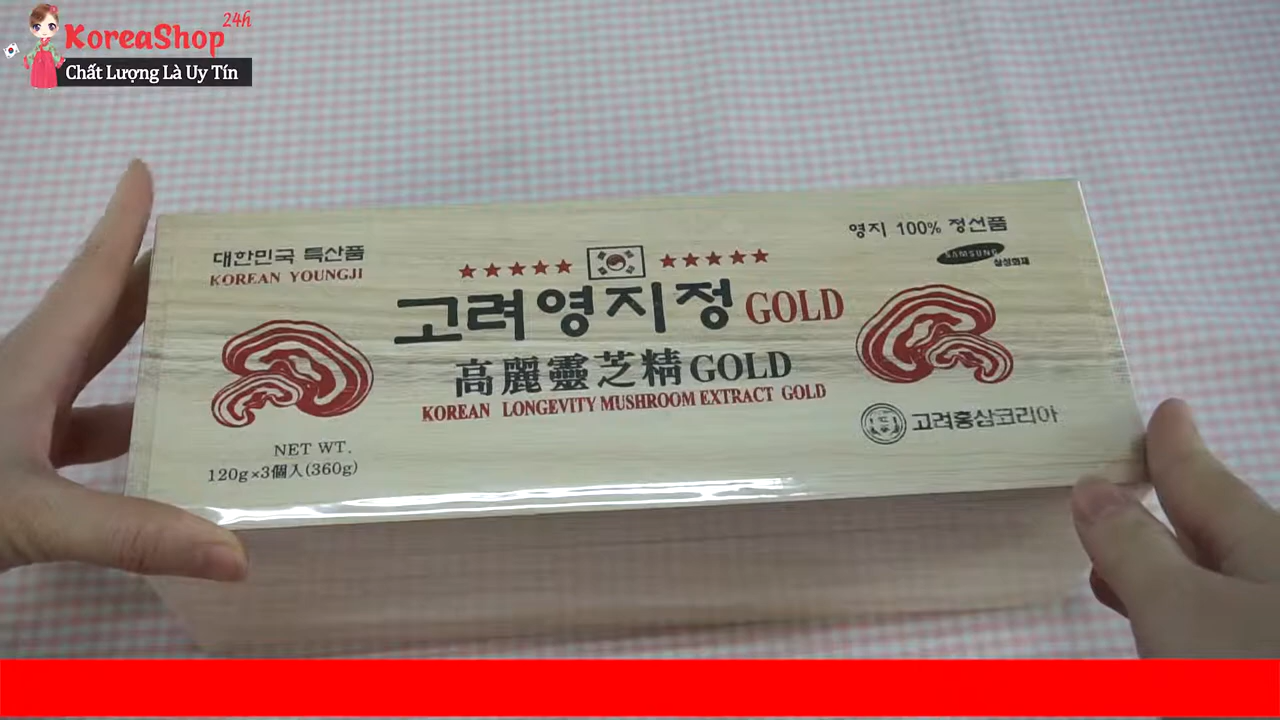 KoreaShop 24h
Chất Lượng Là Uy Tín
대한민국 특산품
KOREAN YOUNGJI
영지 100% 정선품
SAMSUNG
삼성화재
고려영지정 GOLD
高麗靈芝精 GOLD
KOREAN LONGEVITY MUSHROOM EXTRACT GOLD
NET WT.
120g×3個入(360g)
고려홍삼코리아